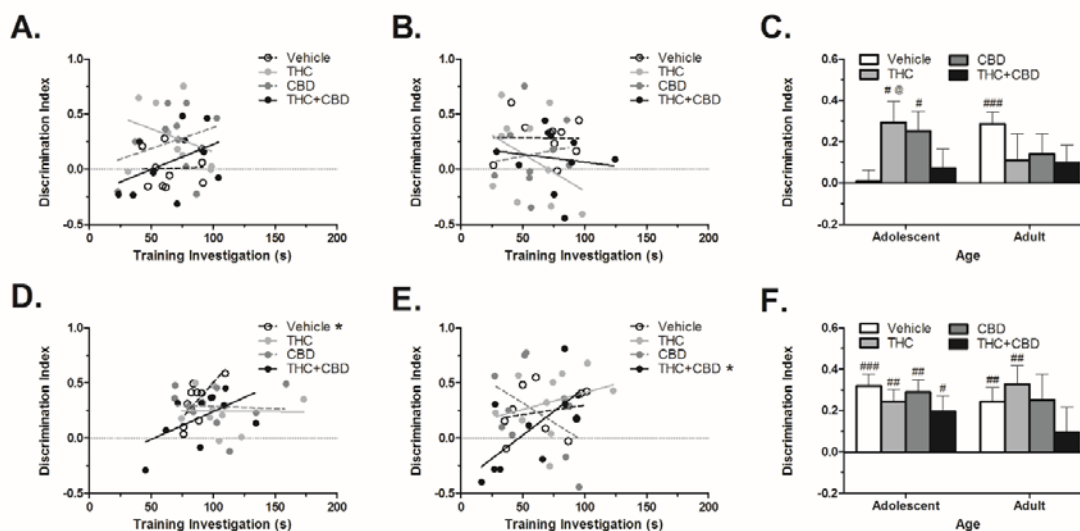 A.
Discrimination Index
1.0
0.5
0.0
-0.5
0 50 100 150 200
Training Investigation (s)
Vehicle
THC
CBD
THC+CBD
B.
Discrimination Index
1.0
0.5
0.0
-0.5
0 50 100 150 200
Training Investigation (s)
Vehicle
THC
CBD
THC+CBD
C.
Discrimination Index
0.6
0.4
0.2
0.0
-0.2
Vehicle CBD
THC THC+CBD
# @ # ###
Adolescent Adult
Age
D.
Discrimination Index
1.0
0.5
0.0
-0.5
0 50 100 150 200
Training Investigation (s)
Vehicle *
THC
CBD
THC+CBD
E.
Discrimination Index
1.0
0.5
0.0
-0.5
0 50 100 150 200
Training Investigation (s)
Vehicle
THC
CBD
THC+CBD *
F.
Discrimination Index
0.6
0.4
0.2
0.0
-0.2
Vehicle CBD
THC THC+CBD
### ## ## # ## ##
Adolescent Adult
Age